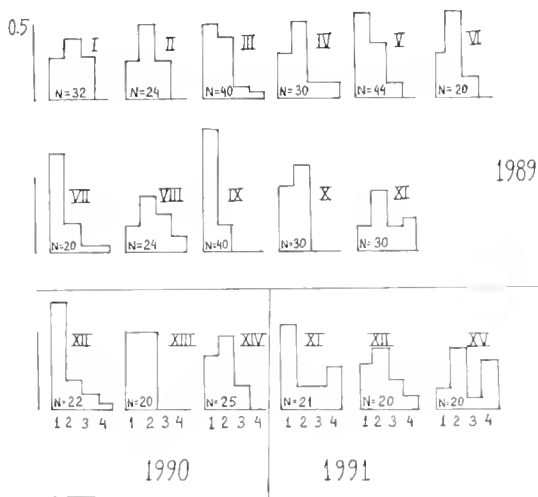 0.5
I II III IV V VI
N=32 N=24 N=40 N=30 N=44 N=20
1989
VII VIII IX X XI
N=20 N=24 N=40 N=30 N=30
XII XIII XIV XI XII XV
N=22 N=20 N=25 N=21 N=20 N=20
1 2 3 4 1 2 3 4 1 2 3 4 1 2 3 4 1 2 3 4 1 2 3 4
1990 1991